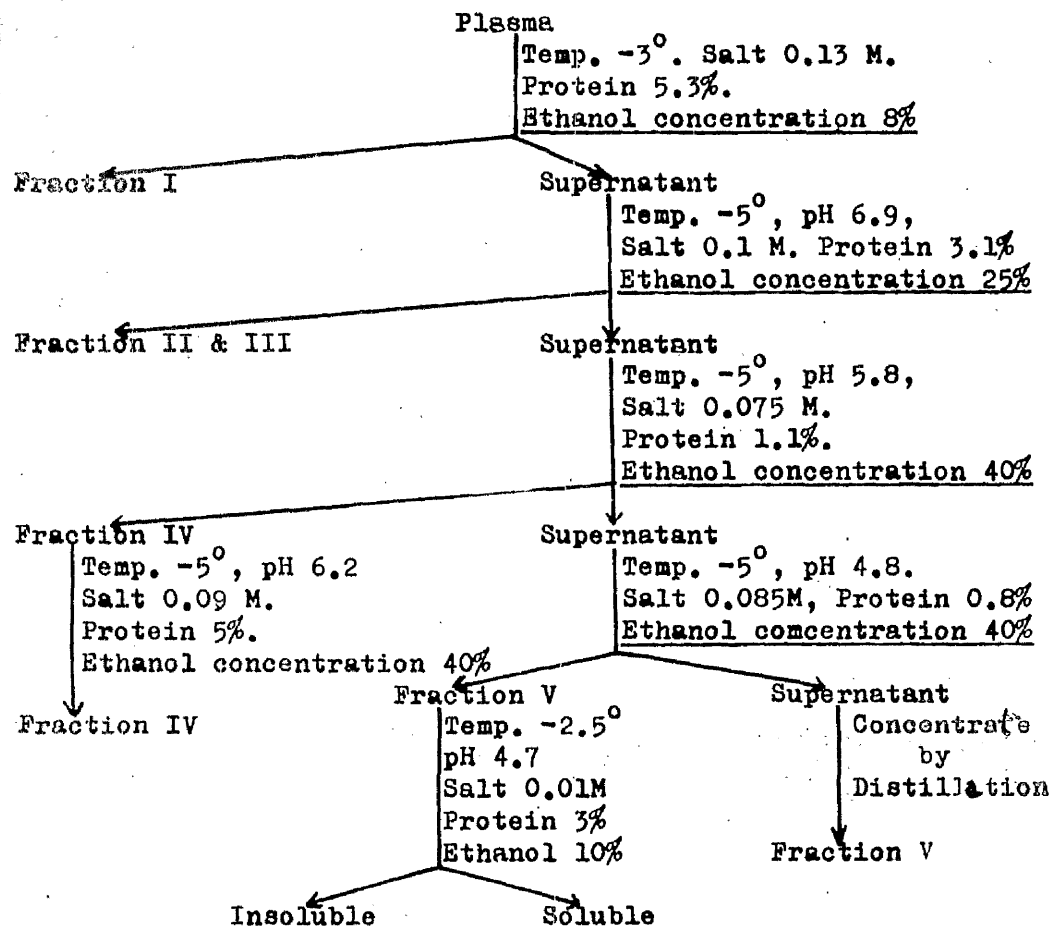 Plasma
Temp. -3°. Salt 0.13 M.
Protein 5.3%.
Ethanol concentration 8%
Fraction I
Supernatant
Temp. -5°, pH 6.9,
Salt 0.1 M. Protein 3.1%
Ethanol concentration 25%
Fraction II & III
Supernatant
Temp. -5°, pH 5.8,
Salt 0.075 M.
Protein 1.1%.
Ethanol concentration 40%
Fraction IV
Temp. -5°, pH 6.2
Salt 0.09 M.
Protein 5%.
Ethanol concentration 40%
Fraction IV
Supernatant
Temp. -5°, pH 4.8.
Salt 0.085M, Protein 0.8%
Ethanol comcentration 40%
Fraction V
Temp. -2.5°
pH 4.7
Salt 0.01M
Protein 3%
Ethanol 10%
Insoluble
Soluble
Supernatant
Concentrate
by
Distillation
Fraction V